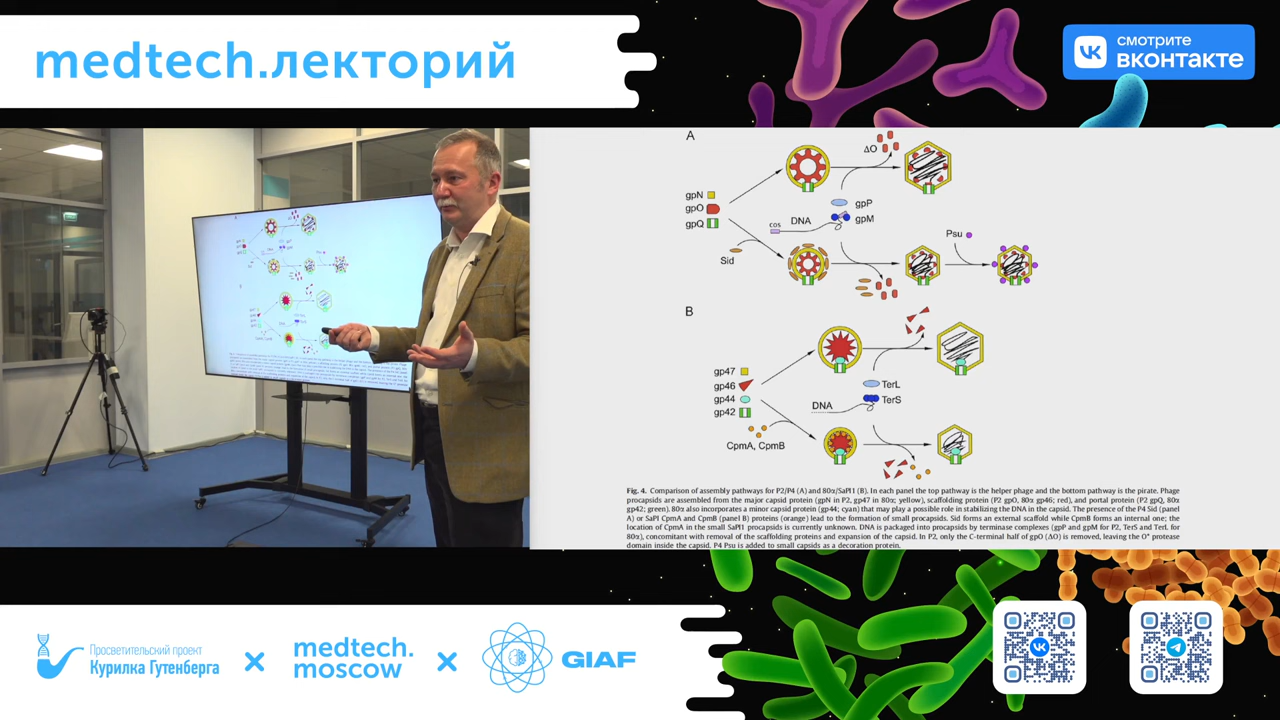 medtech.лекторий
смотрите
вконтакте
A
ΔO
gpN
gpO
gpQ
gpP
gpM
cos
DNA
Sid
Psu
B
gp47
gp46
gp44
gp42
TerL
TerS
DNA
CpmA, CpmB
Fig. 4. Comparison of assembly pathways for P2/P4 (A) and 80α/SaPI1 (B). In each panel the top pathway is the helper phage and the bottom pathway is the pirate. Phage
procapsids are assembled from the major capsid protein (gpN in P2, gp47 in 80α; yellow), scaffolding protein (P2 gpO, 80α gp46; red), and portal protein (P2 gpQ, 80α
gp42; green). 80α also incorporates a minor capsid protein (gp44; cyan) that may play a possible role in stabilizing the DNA in the capsid. The presence of the P4 Sid (panel
A) or SaPI CpmA and CpmB (panel B) proteins (orange) lead to the formation of small procapsids. Sid forms an external scaffold while CpmB forms an internal one; the
location of CpmA in the small SaPI1 procapsids is currently unknown. DNA is packaged into procapsids by terminase complexes (gpP and gpM for P2, TerS and TerL for
80α), concomitant with removal of the scaffolding proteins and expansion of the capsid. In P2, only the C-terminal half of gpO (ΔO) is removed, leaving the O* protease
domain inside the capsid. P4 Psu is added to small capsids as a decoration protein.
Просветительский проект
Курилка Гутенберга
medtech.
moscow
GIAF